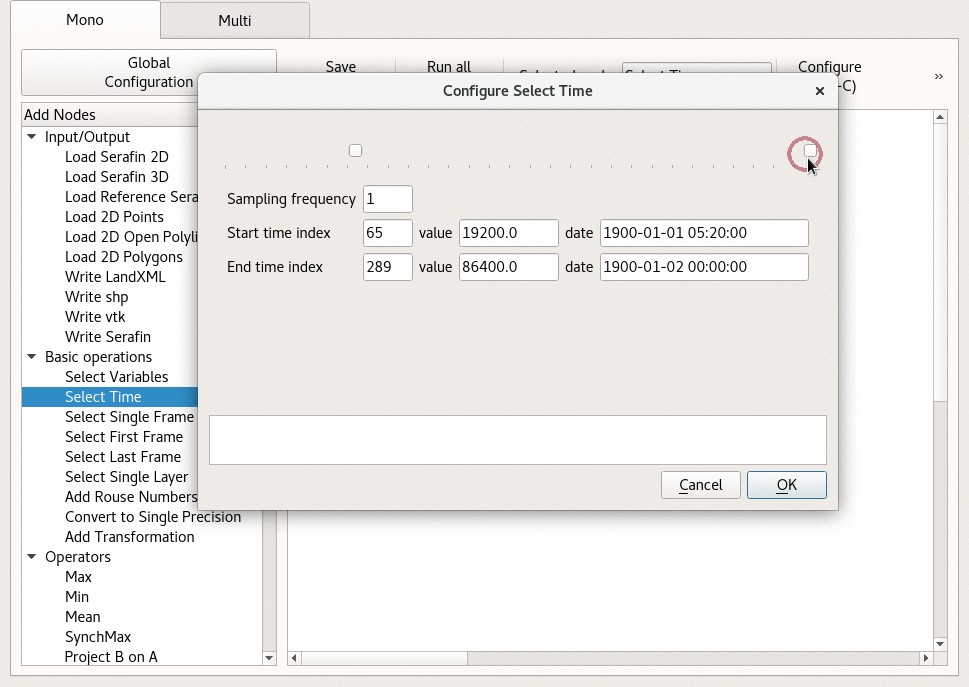 Mono
Multi
Global
Configuration
Save
Run all
Configure
-C)
»
Add Nodes
Input/Output
Load Serafin 2D
Load Serafin 3D
Load Reference Sera
Load 2D Points
Load 2D Open Polyli
Load 2D Polygons
Write LandXML
Write shp
Write vtk
Write Serafin
Basic operations
Select Variables
Select Time
Select Single Frame
Select First Frame
Select Last Frame
Select Single Layer
Add Rouse Numbers
Convert to Single Precision
Add Transformation
Operators
Max
Min
Mean
SynchMax
Project B on A
Configure Select Time
Sampling frequency 1
Start time index 65 value 19200.0 date 1900-01-01 05:20:00
End time index 289 value 86400.0 date 1900-01-02 00:00:00
Cancel
OK